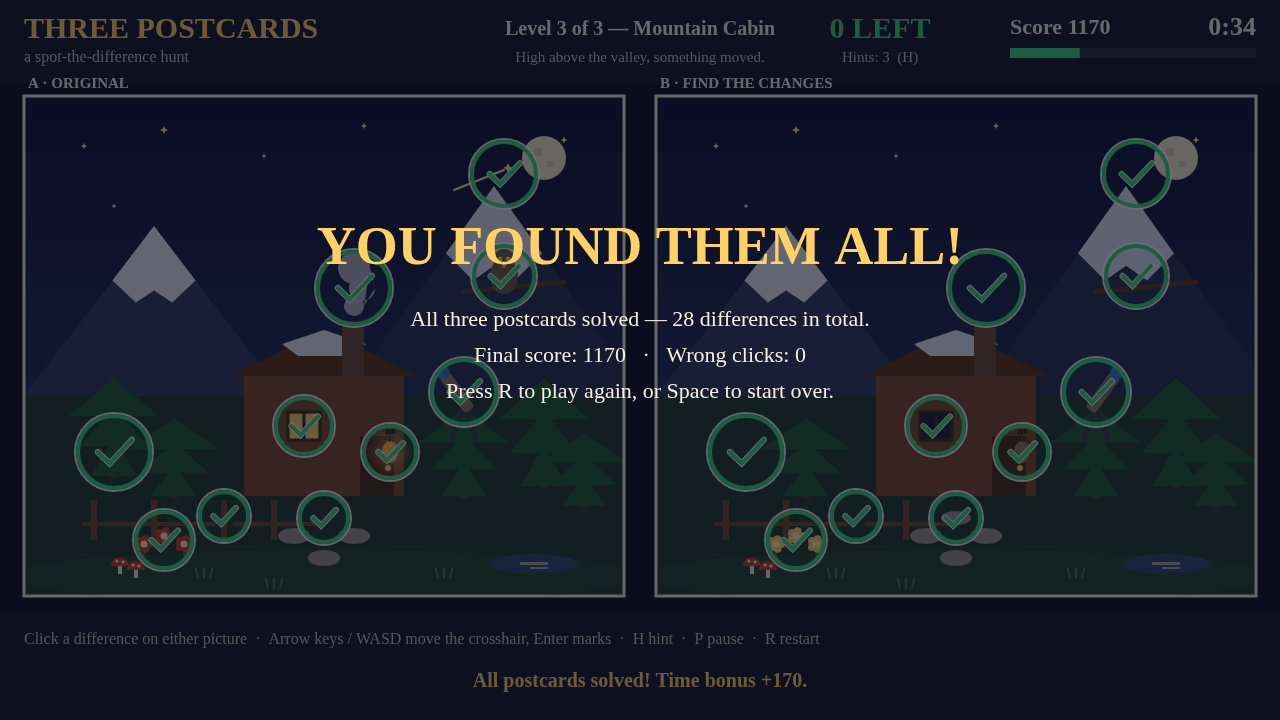 THREE POSTCARDS
a spot-the-difference hunt
Level 3 of 3 — Mountain Cabin
High above the valley, something moved.
0 LEFT
Hints: 3 (H)
Score 1170
0:34
A · ORIGINAL
B · FIND THE CHANGES
YOU FOUND THEM ALL!
All three postcards solved — 28 differences in total.
Final score: 1170 · Wrong clicks: 0
Press R to play again, or Space to start over.
Click a difference on either picture · Arrow keys / WASD move the crosshair, Enter marks · H hint · P pause · R restart
All postcards solved! Time bonus +170.